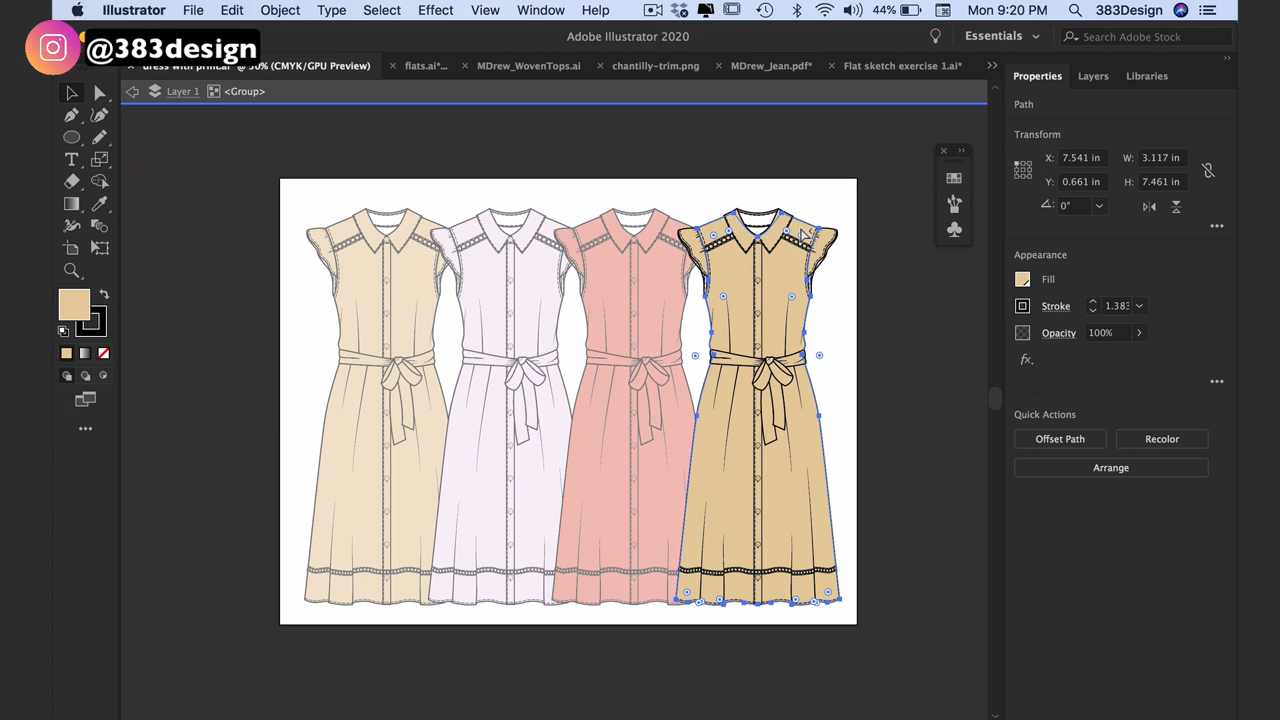 Illustrator File Edit Object Type Select Effect View Window Help 44% Mon 9:20 PM 383Design
@383design
Adobe Illustrator 2020
Essentials
Search Adobe Stock
(CMYK/GPU Preview)
flats.ai*...
MDrew_WovenTops.ai
chantilly-trim.png
MDrew_Jean.pdf*
Flat sketch exercise 1.ai*
Layer 1
<Group>
Properties Layers Libraries
Path
Transform
X: 7.541 in W: 3.117 in
Y: 0.661 in H: 7.461 in
0°
Appearance
Fill
Stroke 1.383
Opacity 100%
fx.
Quick Actions
Offset Path Recolor
Arrange